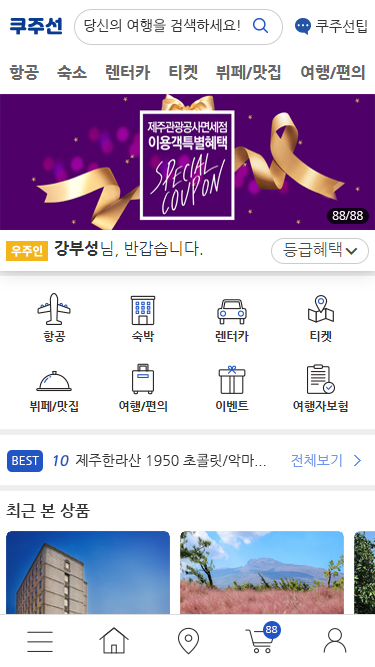 쿠주선 당신의 여행을 검색하세요! 쿠주선팁
항공 숙소 렌터카 티켓 뷔페/맛집 여행/편의
제주관광공사면세점
이용객특별혜택
SPECIAL
COUPON
88/88
우주인 강부성님, 반갑습니다. 등급혜택
항공 숙박 렌터카 티켓
뷔페/맛집 여행/편의 이벤트 여행자보험
BEST 10 제주한라산 1950 초콜릿/악마... 전체보기
최근 본 상품
88